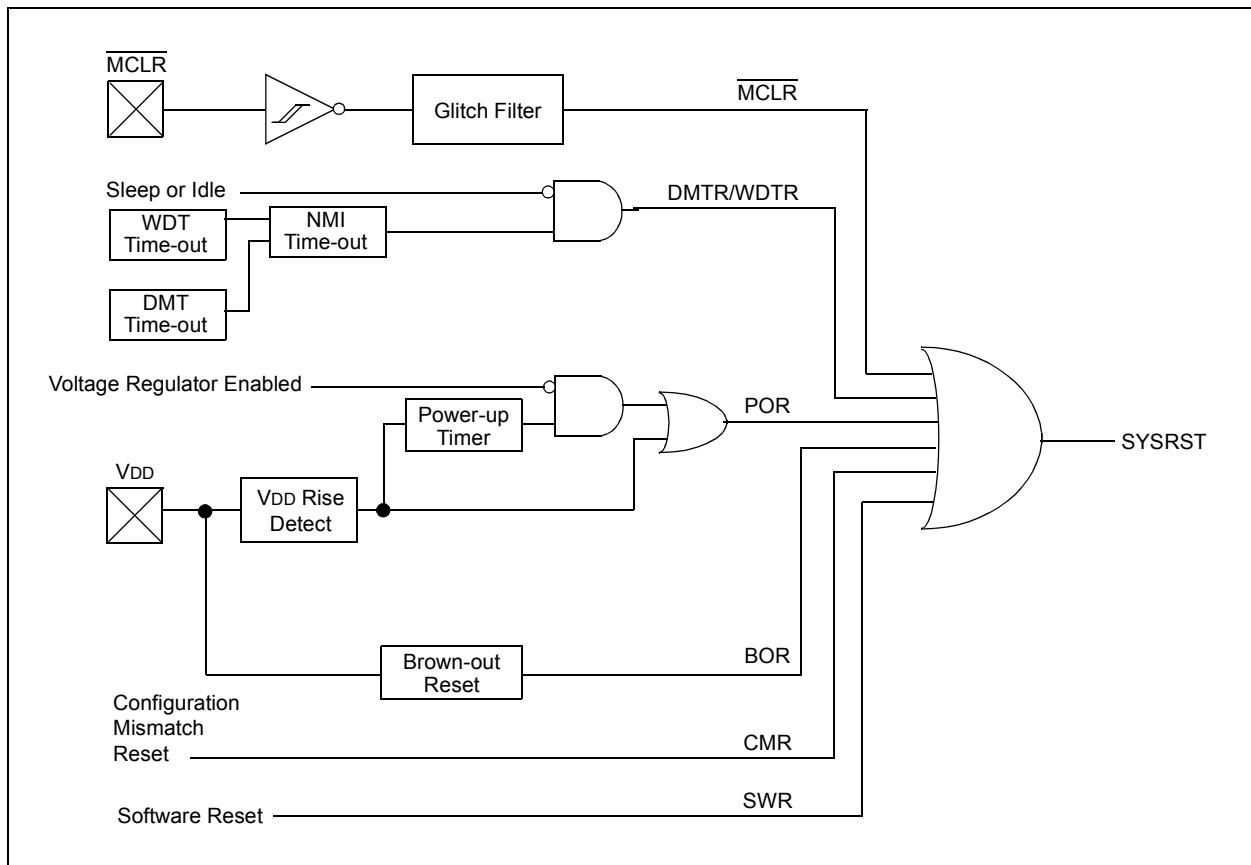 MCLR
Glitch Filter
MCLR
Sleep or Idle
WDT
Time-out
NMI
Time-out
DMTR/WDTR
DMT
Time-out
Voltage Regulator Enabled
Power-up
Timer
POR
SYSRST
VDD
VDD Rise
Detect
Brown-out
Reset
BOR
Configuration
Mismatch
Reset
CMR
Software Reset
SWR